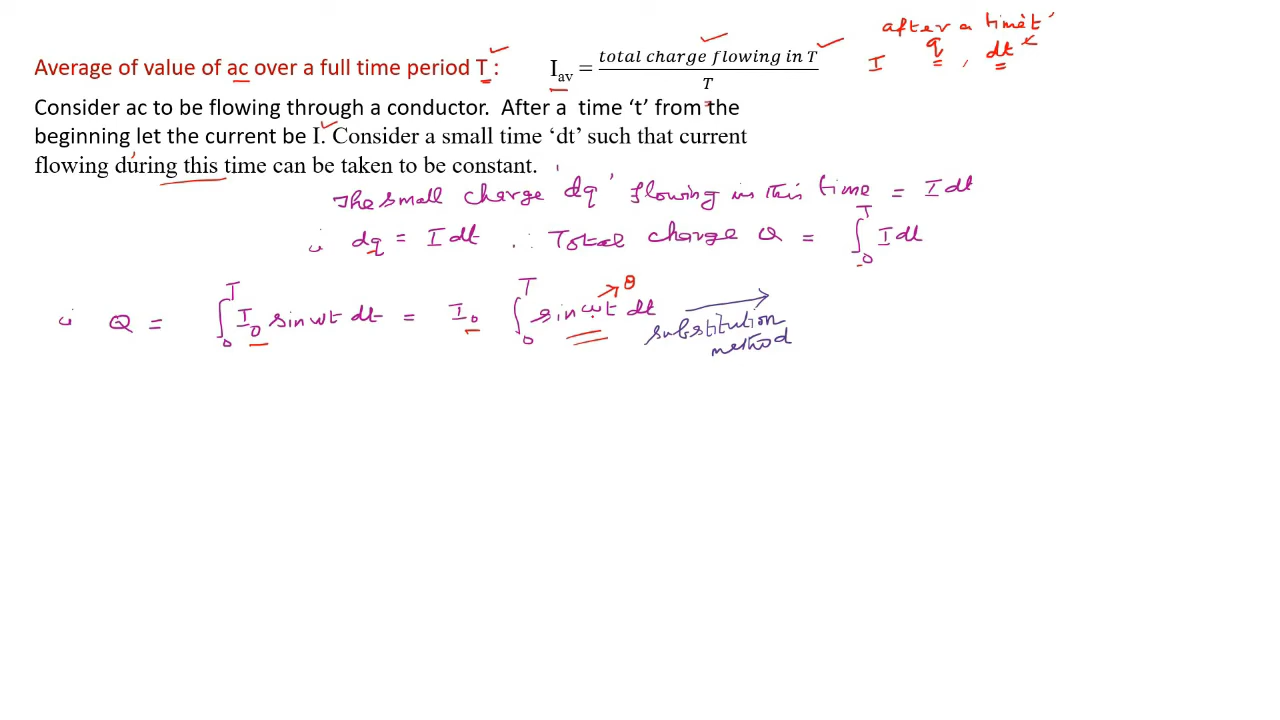 after a time 't'
I q , dt
Average of value of ac over a full time period T : I_av = total charge flowing in T / T
Consider ac to be flowing through a conductor. After a time ‘t’ from the
beginning let the current be I. Consider a small time ‘dt’ such that current
flowing during this time can be taken to be constant.
The small charge 'dq' flowing in this time = I dt
dq = I dt ∴ Total charge Q = ∫₀ᵀ I dt
Q = ∫₀ᵀ I₀ sin ωt dt = I₀ ∫₀ᵀ sin ωt dt
θ
substitution
method